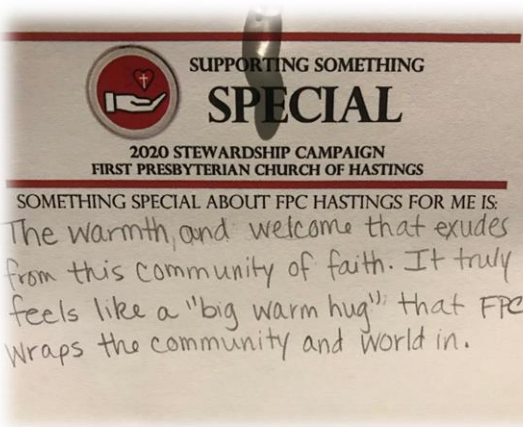 SUPPORTING SOMETHING
SPECIAL
2020 STEWARDSHIP CAMPAIGN
FIRST PRESBYTERIAN CHURCH OF HASTINGS
SOMETHING SPECIAL ABOUT FPC HASTINGS FOR ME IS:
The warmth, and welcome that exudes
from this community of faith. It truly
feels like a "big warm hug" that FPC
wraps the community and world in.